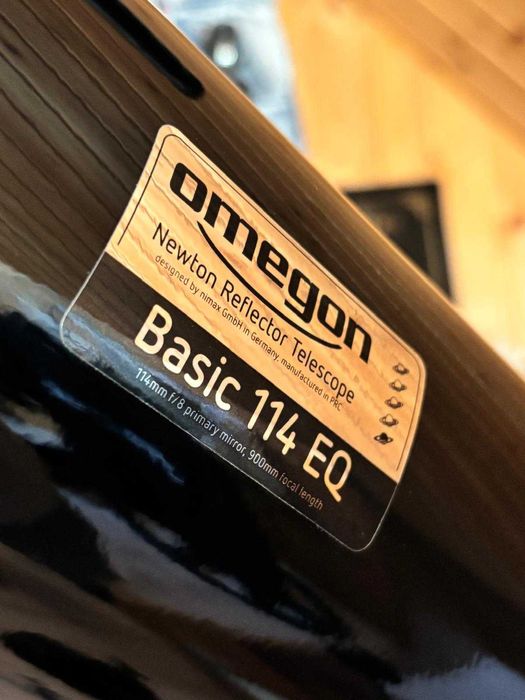 omegon
Newton Reflector Telescope
designed by nimax GmbH in Germany, manufactured in PRC
Basic 114 EQ
114mm f/8 primary mirror, 900mm focal length